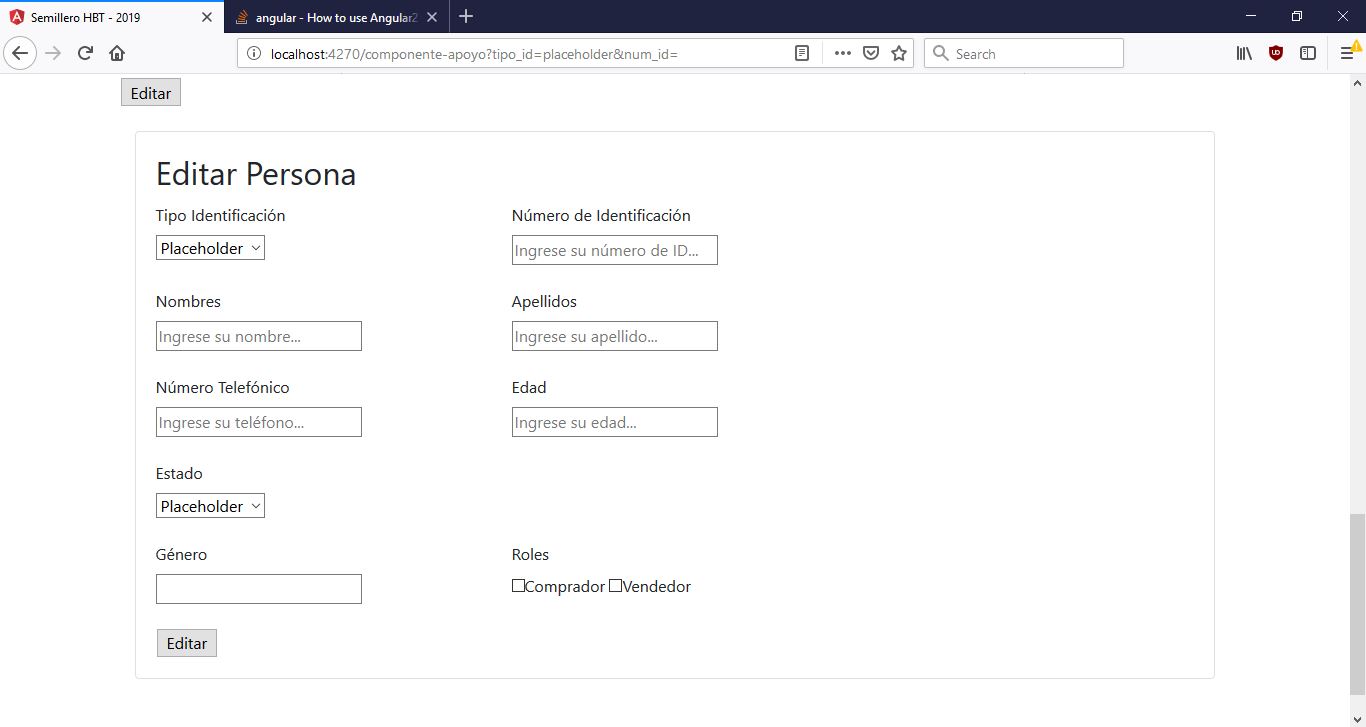 Semillero HBT - 2019
angular - How to use Angular2
localhost:4270/componente-apoyo?tipo_id=placeholder&num_id=
Search
Editar
Editar Persona
Tipo Identificación
Número de Identificación
Placeholder
Ingrese su número de ID...
Nombres
Apellidos
Ingrese su nombre...
Ingrese su apellido...
Número Telefónico
Edad
Ingrese su teléfono...
Ingrese su edad...
Estado
Placeholder
Género
Roles
Comprador Vendedor
Editar